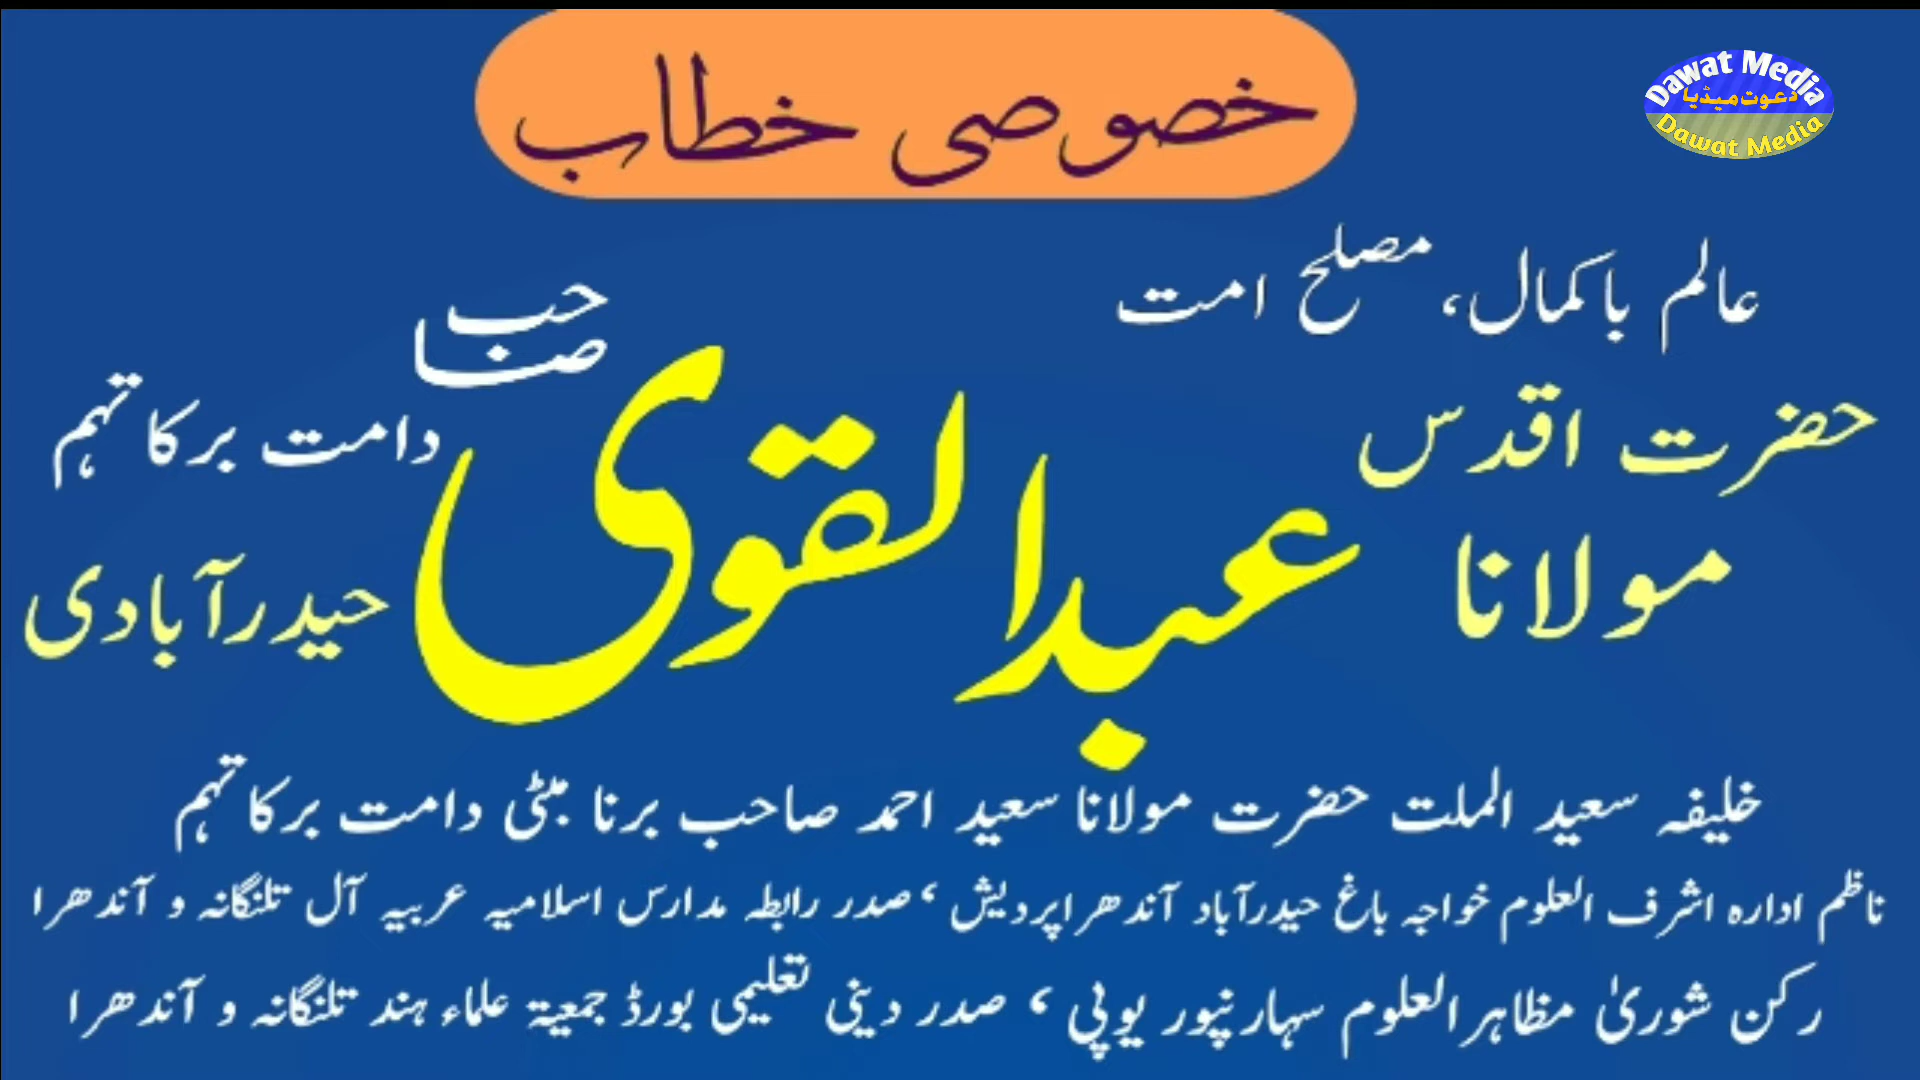 خصوصی خطاب
Dawat Media
دعوت میڈیا
Dawat Media
عالم باکمال، مصلح امت
حضرت اقدس
مولانا
عبدالقوی
صاحب
دامت برکاتہم
حیدرآبادی
خلیفہ سعید الملت حضرت مولانا سعید احمد صاحب برنا مبٹی دامت برکاتہم
ناظم ادارہ اشرف العلوم خواجہ باغ حیدرآباد آندھراپردیش ، صدر رابطہ مدارس اسلامیہ عربیہ آل تلنگانہ و آندھرا
رکن شوریٰ مظاہرالعلوم سہارنپور یوپی ، صدر دینی تعلیمی بورڈ جمعیۃ علماء ہند تلنگانہ و آندھرا